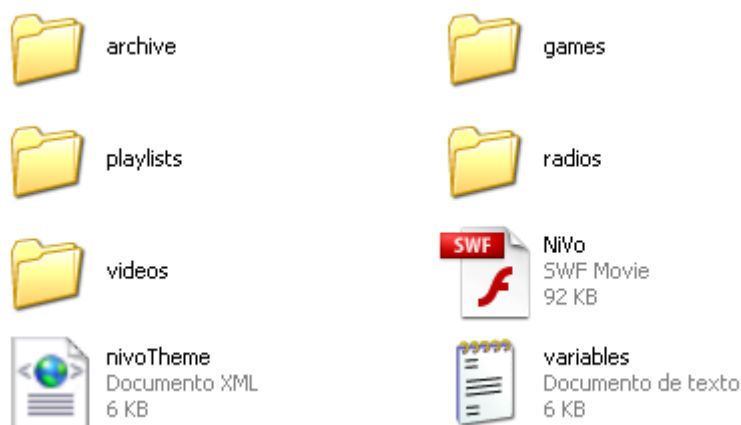 archive
games
playlists
radios
videos
SWF
NiVo
SWF Movie
92 KB
nivoTheme
Documento XML
6 KB
variables
Documento de texto
6 KB